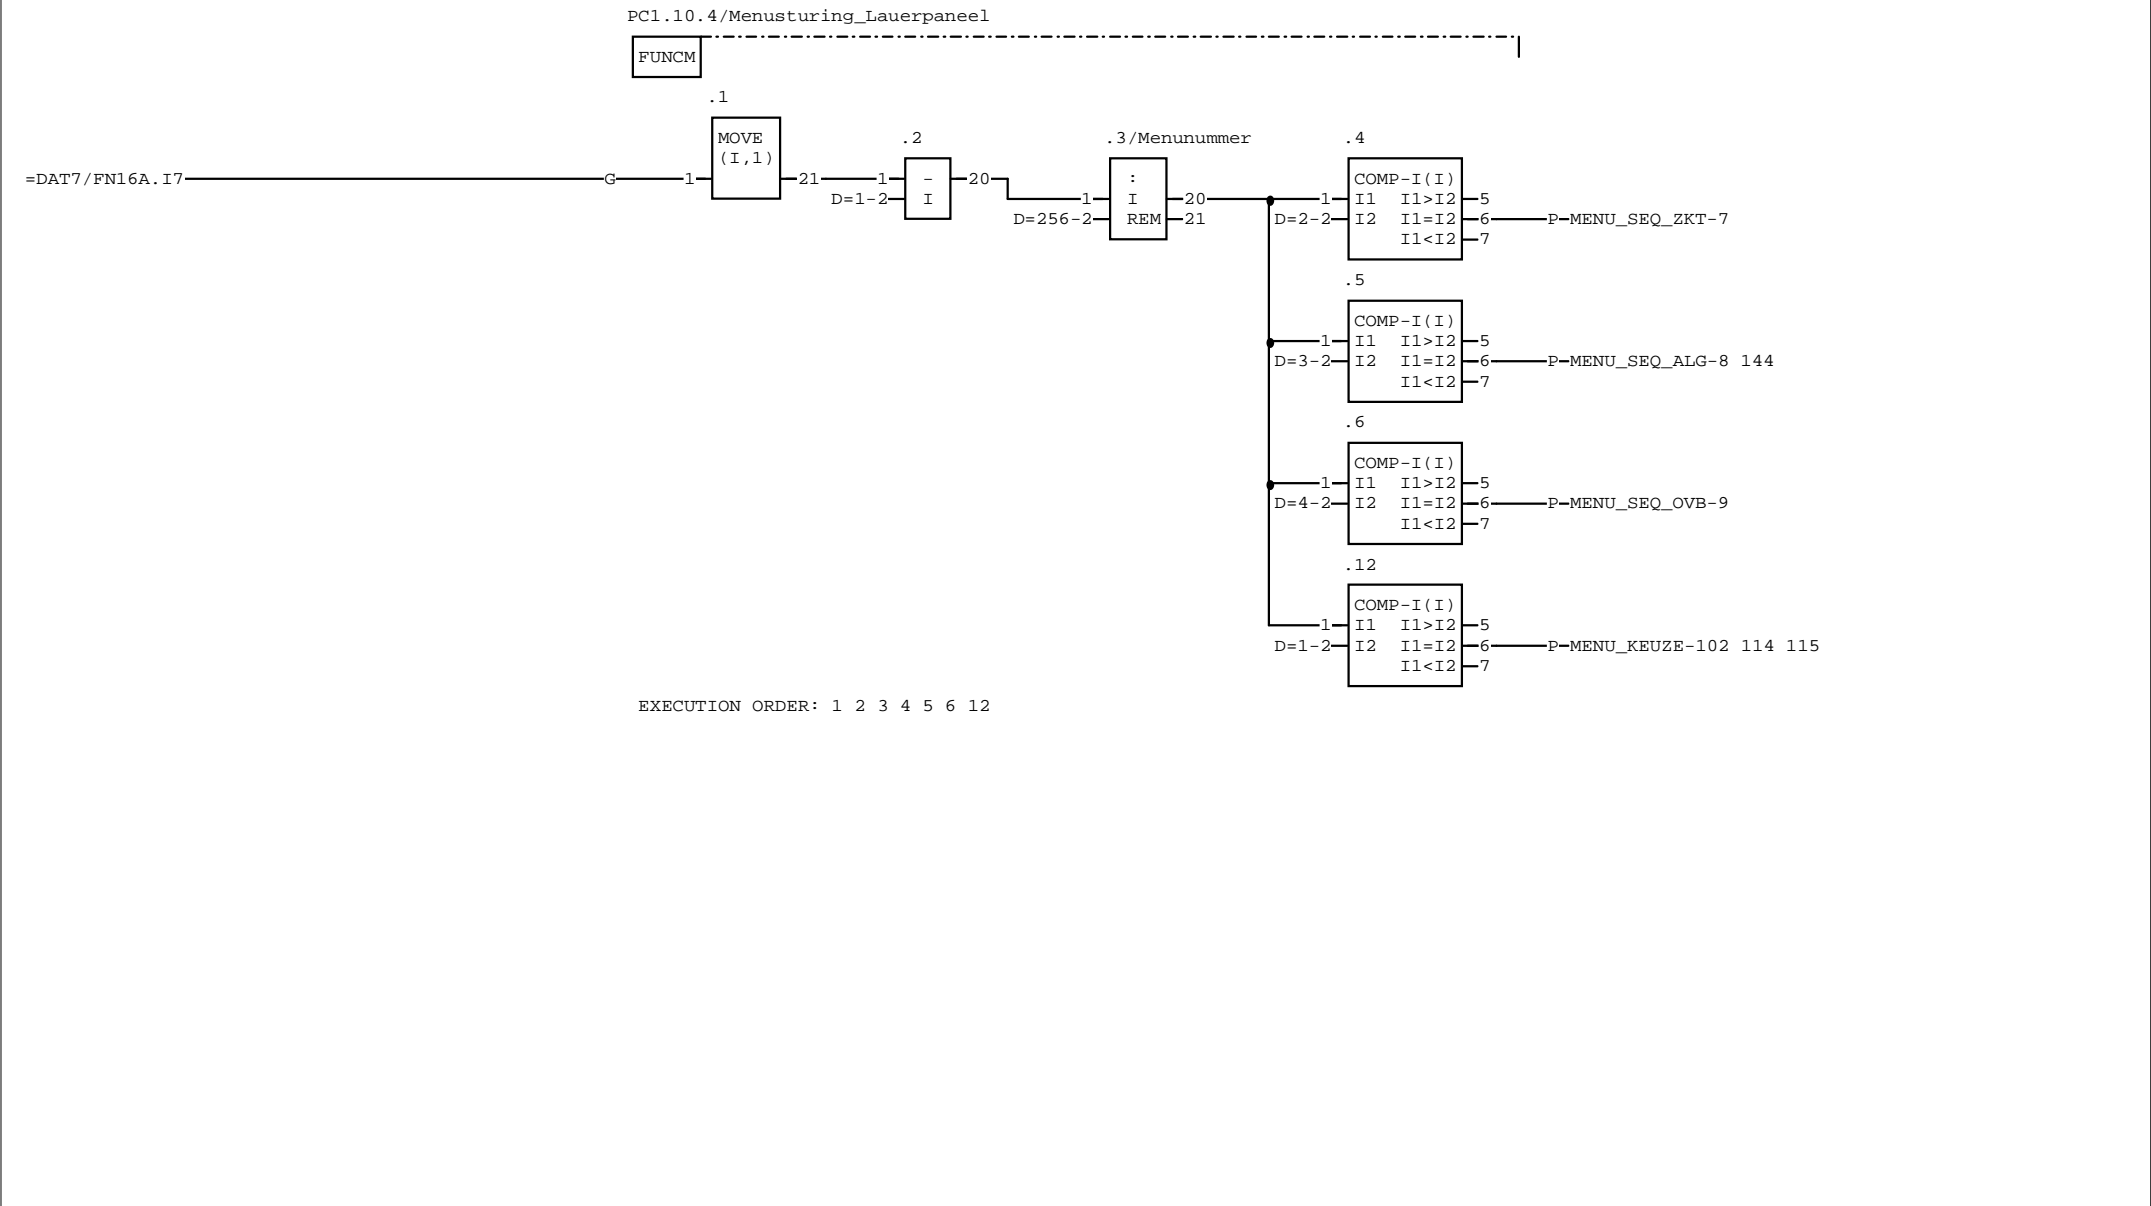 PC1.10.4/Menusturing_Lauerpaneel
FUNCM
.1
MOVE
(I,1)
.2
.3/Menunummer
.4
=DAT7/FN16A.I7 G 1 21 1 - 20 : COMP-I(I)
D=1-2 I 1 I 20 1 I1 I1>I2 5
D=256-2 REM 21 D=2-2 I2 I1=I2 6 P-MENU_SEQ_ZKT-7
I1<I2 7
.5
COMP-I(I)
1 I1 I1>I2 5
D=3-2 I2 I1=I2 6 P-MENU_SEQ_ALG-8 144
I1<I2 7
.6
COMP-I(I)
1 I1 I1>I2 5
D=4-2 I2 I1=I2 6 P-MENU_SEQ_OVB-9
I1<I2 7
.12
COMP-I(I)
1 I1 I1>I2 5
D=1-2 I2 I1=I2 6 P-MENU_KEUZE-102 114 115
I1<I2 7
EXECUTION ORDER: 1 2 3 4 5 6 12